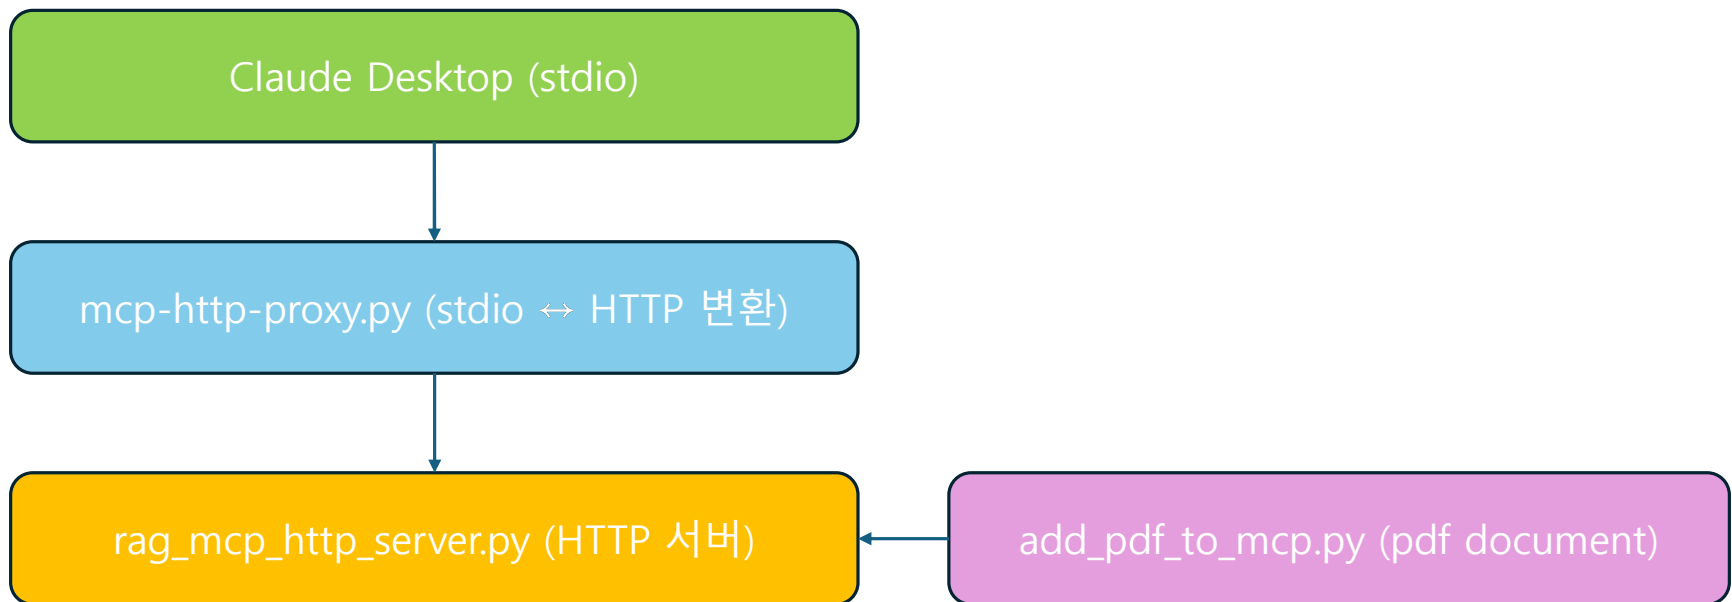 Claude Desktop (stdio)
mcp-http-proxy.py (stdio ↔ HTTP 변환)
rag_mcp_http_server.py (HTTP 서버)
add_pdf_to_mcp.py (pdf document)